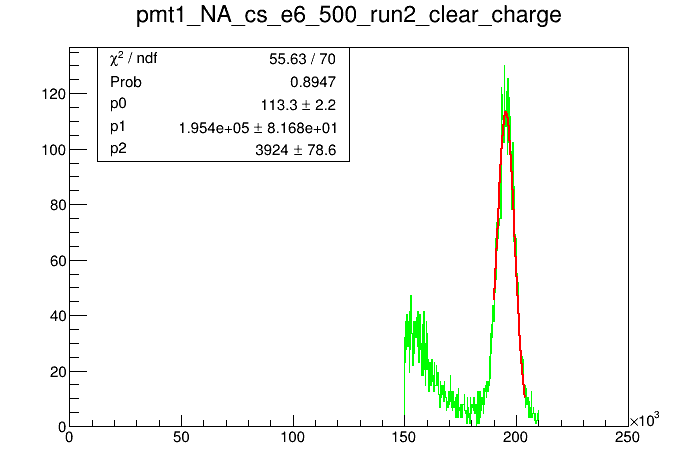 pmt1_NA_cs_e6_500_run2_clear_charge
χ² / ndf 55.63 / 70
Prob 0.8947
p0 113.3 ± 2.2
p1 1.954e+05 ± 8.168e+01
p2 3924 ± 78.6
120
100
80
60
40
20
0
0 50 100 150 200 250
×10³